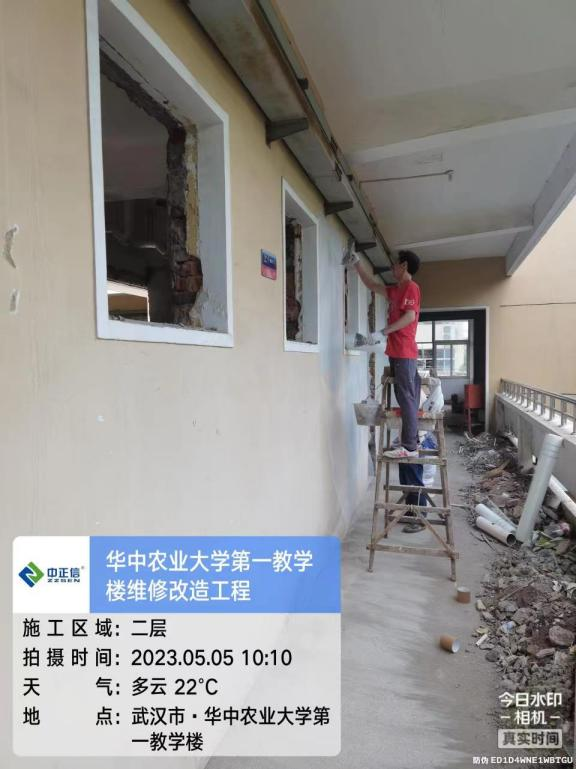 中正信®
ZZSEN
华中农业大学第一教学
楼维修改造工程
施工区域：二层
拍摄时间：2023.05.05 10:10
天气：多云 22℃
地点：武汉市·华中农业大学第
一教学楼
今日水印
相机
真实时间
防伪 ED1D4WNE1WBTGU